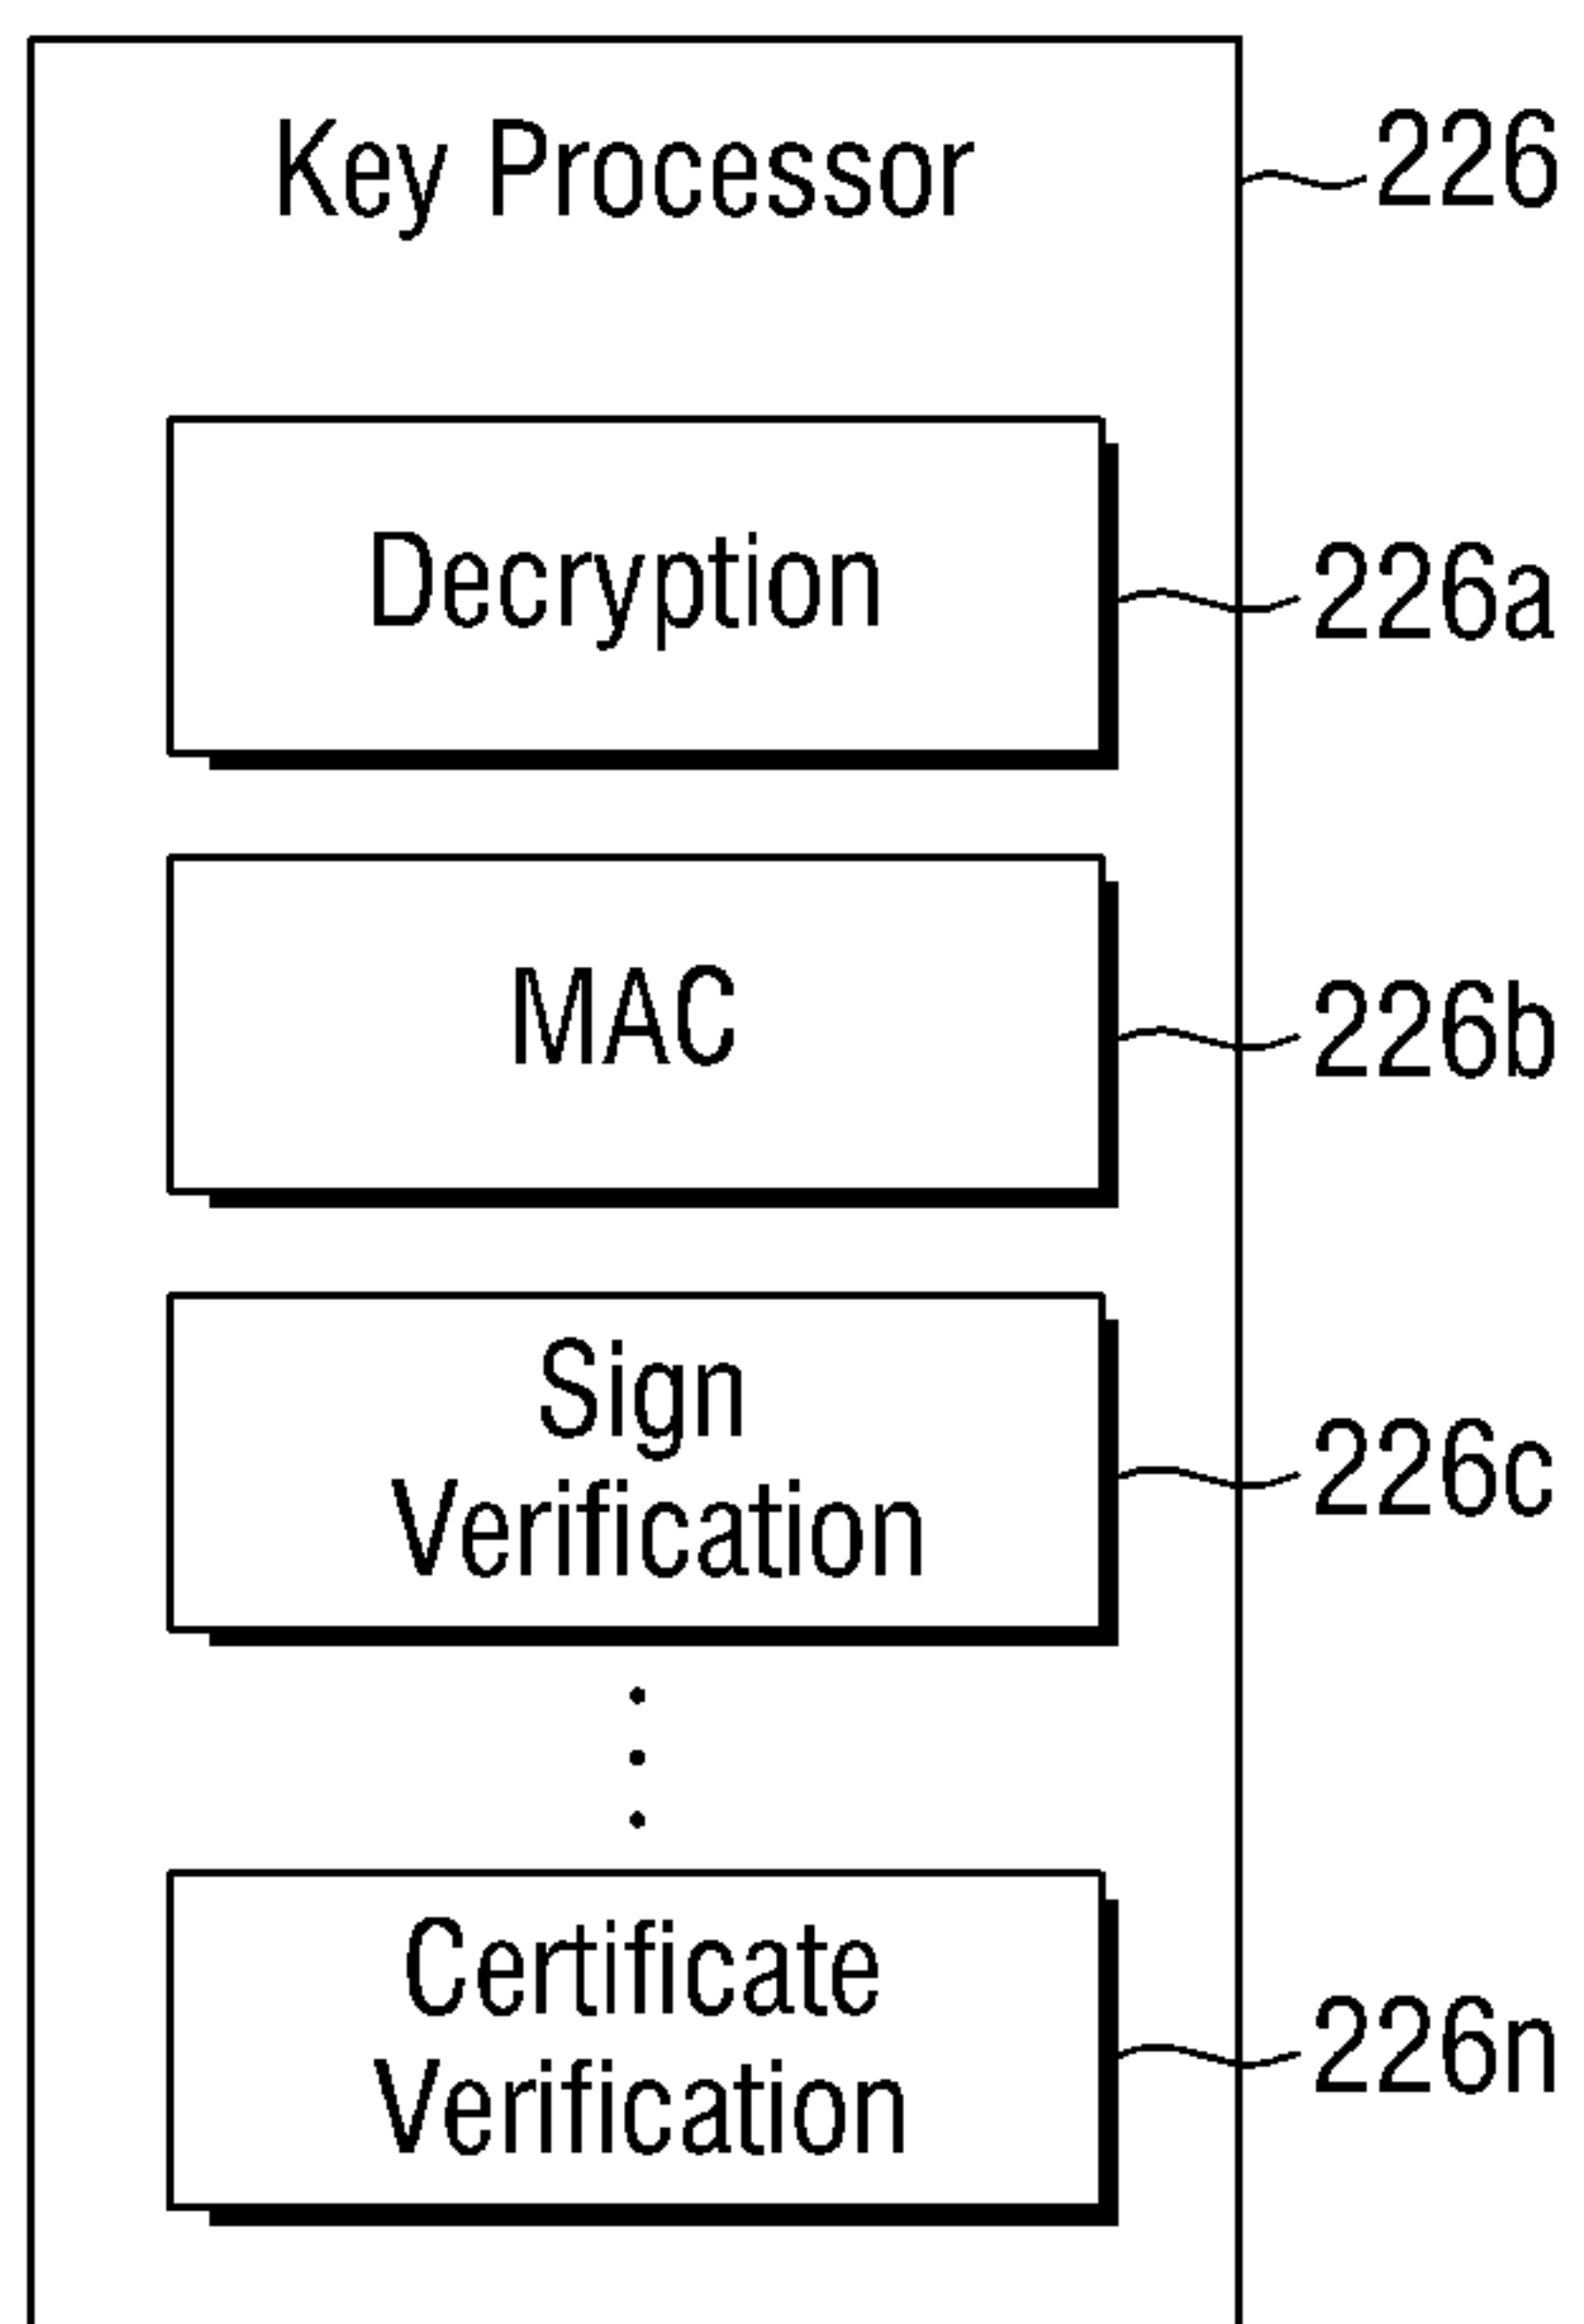 Key Processor
226
Decryption
226a
MAC
226b
Sign
Verification
226c
Certificate
Verification
226n